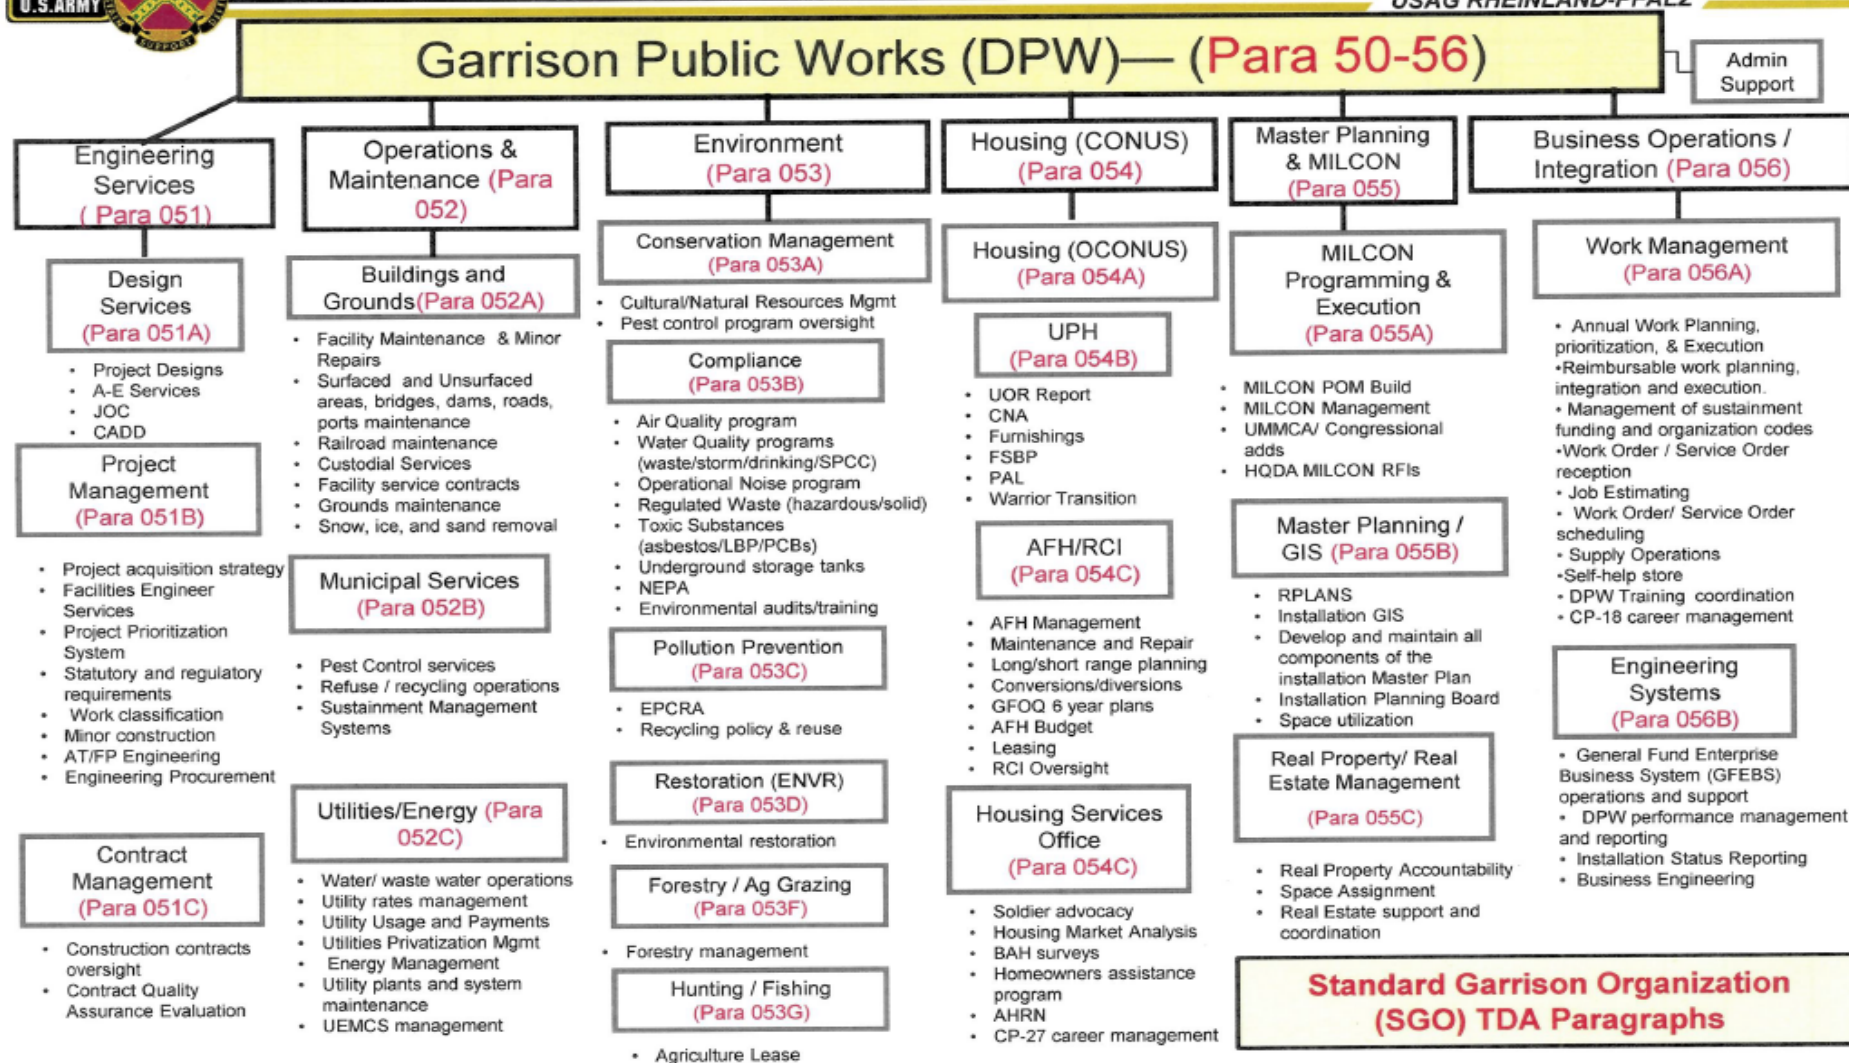 U.S.ARMY
SUPPORT
USAG RHEINLAND-PFALZ
Garrison Public Works (DPW)— (Para 50-56)
Admin
Support
Engineering
Services
( Para 051)
Design
Services
(Para 051A)
• Project Designs
• A-E Services
• JOC
• CADD
Project
Management
(Para 051B)
• Project acquisition strategy
• Facilities Engineer
Services
• Project Prioritization
System
• Statutory and regulatory
requirements
• Work classification
• Minor construction
• AT/FP Engineering
• Engineering Procurement
Contract
Management
(Para 051C)
• Construction contracts
oversight
• Contract Quality
Assurance Evaluation
Operations &
Maintenance (Para
052)
Buildings and
Grounds(Para 052A)
• Facility Maintenance & Minor
Repairs
• Surfaced and Unsurfaced
areas, bridges, dams, roads,
ports maintenance
• Railroad maintenance
• Custodial Services
• Facility service contracts
• Grounds maintenance
• Snow, ice, and sand removal
Municipal Services
(Para 052B)
• Pest Control services
• Refuse / recycling operations
• Sustainment Management
Systems
Utilities/Energy (Para
052C)
• Water/ waste water operations
• Utility rates management
• Utility Usage and Payments
• Utilities Privatization Mgmt
• Energy Management
• Utility plants and system
maintenance
• UEMCS management
Environment
(Para 053)
Conservation Management
(Para 053A)
• Cultural/Natural Resources Mgmt
• Pest control program oversight
Compliance
(Para 053B)
• Air Quality program
• Water Quality programs
(waste/storm/drinking/SPCC)
• Operational Noise program
• Regulated Waste (hazardous/solid)
• Toxic Substances
(asbestos/LBP/PCBs)
• Underground storage tanks
• NEPA
• Environmental audits/training
Pollution Prevention
(Para 053C)
• EPCRA
• Recycling policy & reuse
Restoration (ENVR)
(Para 053D)
• Environmental restoration
Forestry / Ag Grazing
(Para 053F)
• Forestry management
Hunting / Fishing
(Para 053G)
• Agriculture Lease
Housing (CONUS)
(Para 054)
Housing (OCONUS)
(Para 054A)
UPH
(Para 054B)
• UOR Report
• CNA
• Furnishings
• FSBP
• PAL
• Warrior Transition
AFH/RCI
(Para 054C)
• AFH Management
• Maintenance and Repair
• Long/short range planning
• Conversions/diversions
• GFOQ 6 year plans
• AFH Budget
• Leasing
• RCI Oversight
Housing Services
Office
(Para 054C)
• Soldier advocacy
• Housing Market Analysis
• BAH surveys
• Homeowners assistance
program
• AHRN
• CP-27 career management
Master Planning
& MILCON
(Para 055)
MILCON
Programming &
Execution
(Para 055A)
• MILCON POM Build
• MILCON Management
• UMMCA/ Congressional
adds
• HQDA MILCON RFIs
Master Planning /
GIS (Para 055B)
• RPLANS
• Installation GIS
• Develop and maintain all
components of the
installation Master Plan
• Installation Planning Board
• Space utilization
Real Property/ Real
Estate Management
(Para 055C)
• Real Property Accountability
• Space Assignment
• Real Estate support and
coordination
Business Operations /
Integration (Para 056)
Work Management
(Para 056A)
• Annual Work Planning,
prioritization, & Execution
•Reimbursable work planning,
integration and execution.
• Management of sustainment
funding and organization codes
•Work Order / Service Order
reception
• Job Estimating
• Work Order/ Service Order
scheduling
• Supply Operations
•Self-help store
• DPW Training coordination
• CP-18 career management
Engineering
Systems
(Para 056B)
• General Fund Enterprise
Business System (GFEBS)
operations and support
• DPW performance management
and reporting
• Installation Status Reporting
• Business Engineering
Standard Garrison Organization
(SGO) TDA Paragraphs